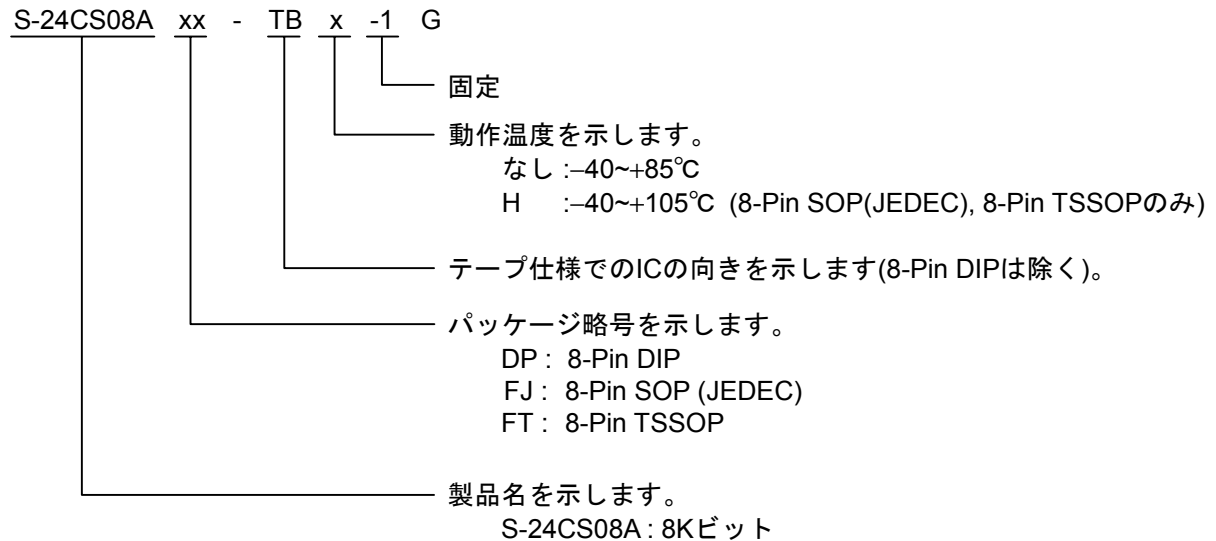 S-24CS08A xx - TB x -1 G
固定
動作温度を示します。
なし :–40~+85℃
H :–40~+105℃ (8-Pin SOP(JEDEC), 8-Pin TSSOPのみ)
テープ仕様でのICの向きを示します(8-Pin DIPは除く)。
パッケージ略号を示します。
DP : 8-Pin DIP
FJ : 8-Pin SOP (JEDEC)
FT : 8-Pin TSSOP
製品名を示します。
S-24CS08A : 8Kビット